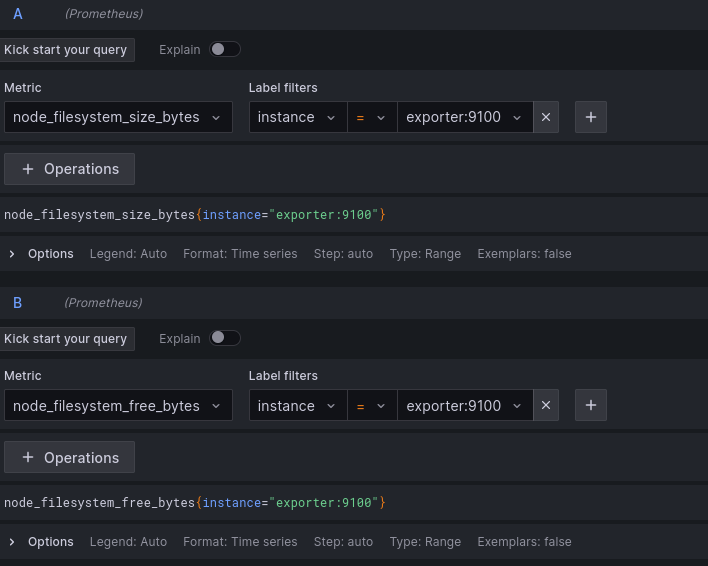 A (Prometheus)
Kick start your query Explain
Metric Label filters
node_filesystem_size_bytes instance = exporter:9100
+ Operations
node_filesystem_size_bytes{instance="exporter:9100"}
Options Legend: Auto Format: Time series Step: auto Type: Range Exemplars: false
B (Prometheus)
Kick start your query Explain
Metric Label filters
node_filesystem_free_bytes instance = exporter:9100
+ Operations
node_filesystem_free_bytes{instance="exporter:9100"}
Options Legend: Auto Format: Time series Step: auto Type: Range Exemplars: false